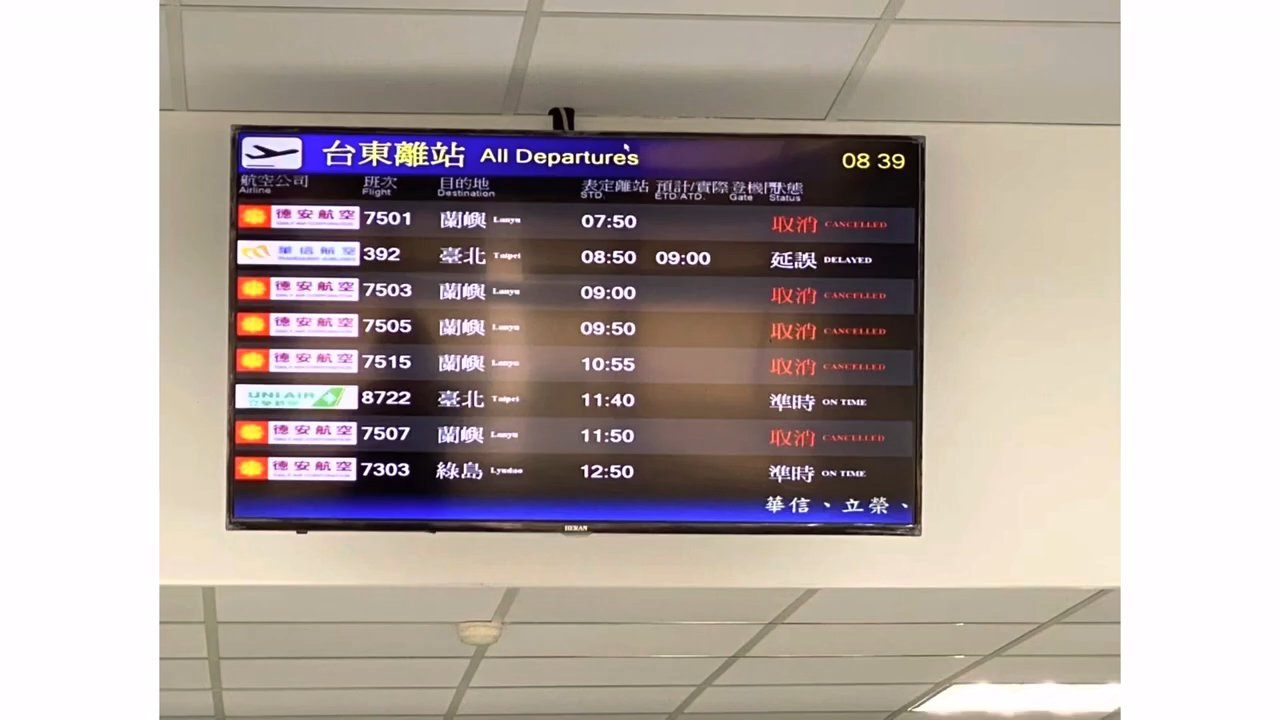 台東離站 All Departures 08 39
航空公司 班次 目的地 表定離站 預計/實際 登機門 狀態
Airline Flight Destination STD. ETD/ATD. Gate Status
德安航空 7501 蘭嶼 Lanyu 07:50 取消 CANCELLED
華信航空 392 臺北 Taipei 08:50 09:00 延誤 DELAYED
德安航空 7503 蘭嶼 Lanyu 09:00 取消 CANCELLED
德安航空 7505 蘭嶼 Lanyu 09:50 取消 CANCELLED
德安航空 7515 蘭嶼 Lanyu 10:55 取消 CANCELLED
UNI AIR 立榮航空 8722 臺北 Taipei 11:40 準時 ON TIME
德安航空 7507 蘭嶼 Lanyu 11:50 取消 CANCELLED
德安航空 7303 綠島 Lyudao 12:50 準時 ON TIME
華信、立榮、
HERAN